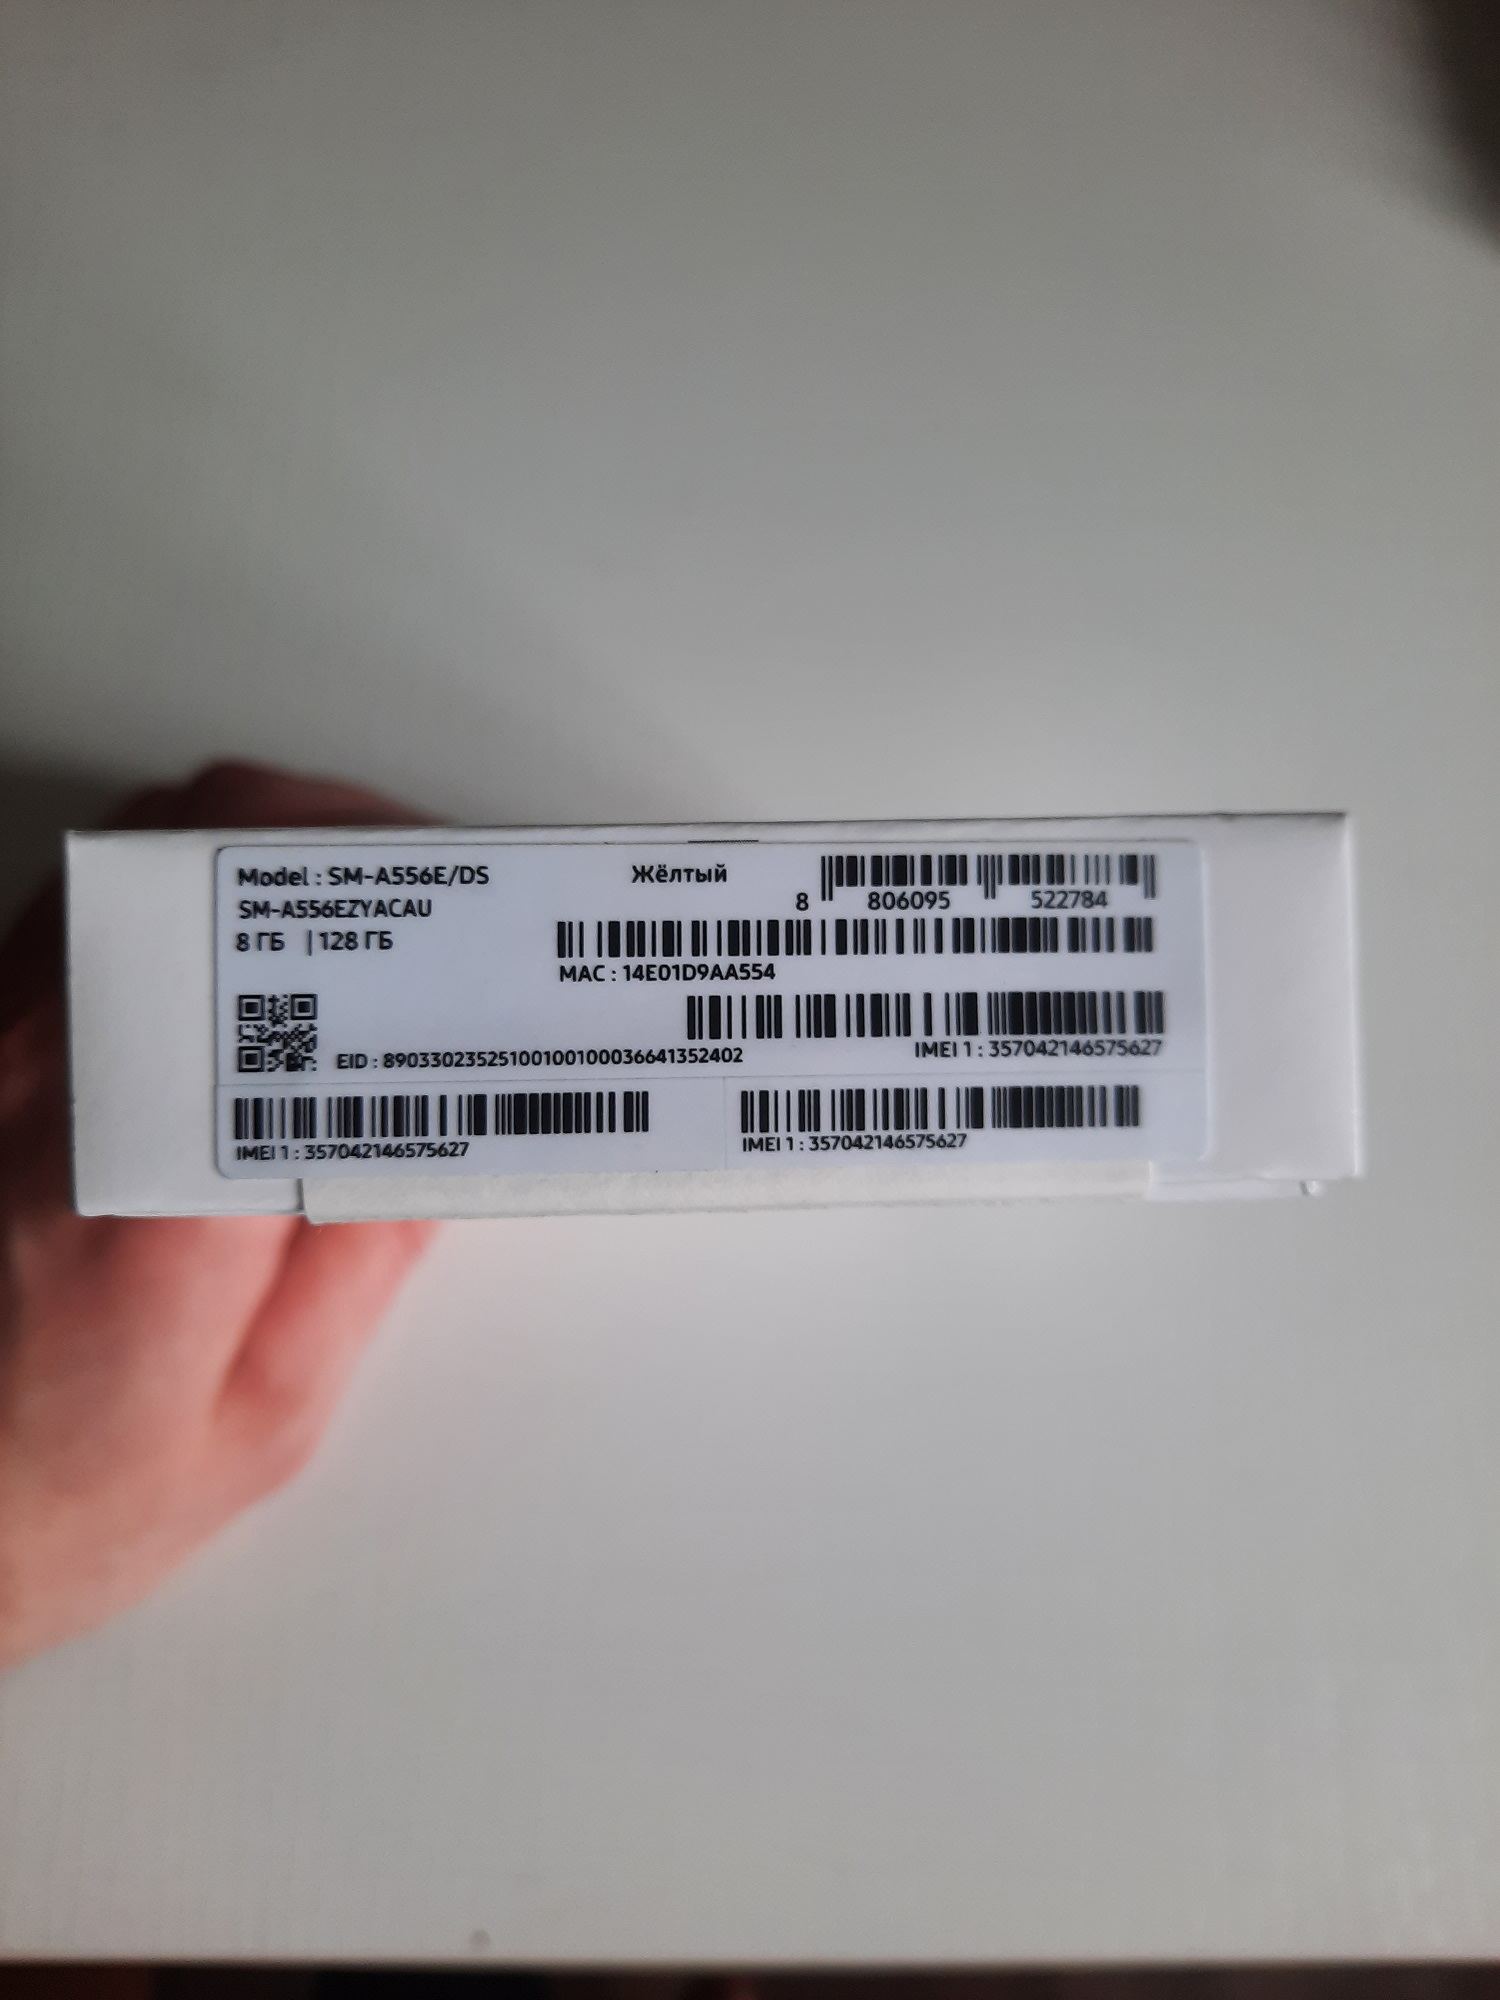 Model : SM-A556E/DS
SM-A556EZYACAU
8 ГБ | 128 ГБ
Жёлтый
8 806095 522784
MAC : 14E01D9AA554
EID : 89033023525100100100036641352402
IMEI 1 : 357042146575627
IMEI 1 : 357042146575627
IMEI 1 : 357042146575627